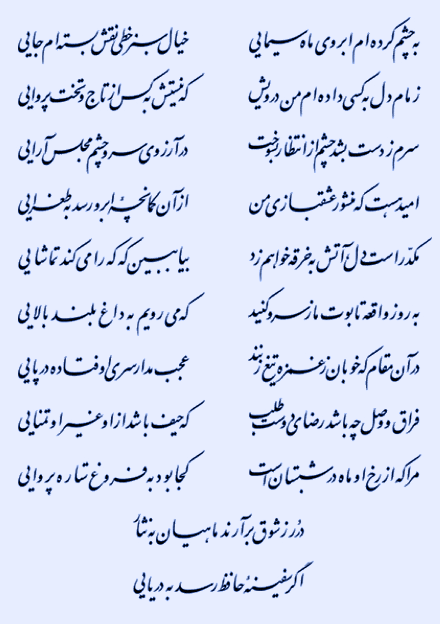 به چشم کرده‌ام ابروی ماه سیمایی خیال سبز خطی نقش بسته‌ام جایی
زمام دل به کسی داده‌ام من درویش که نیستش به کس از تاج و تخت پروایی
سرم ز دست بشد چشم از انتظار بسوخت در آرزوی سر و چشم مجلس آرایی
امید هست که منشور عشقبازی من از آن کمانچهٔ ابرو رسد به طغرایی
مکدّر است دل آتش به خرقه خواهم زد بیا ببین که که را می‌کند تماشایی
به روز واقعه تابوت ما ز سرو کنید که می‌رویم به داغ بلند بالایی
در آن مقام که خوبان ز غمزه تیغ زنند عجب مدار سری اوفتاده در پایی
فراق و وصل چه باشد رضای دوست طلب که حیف باشد از او غیر او تمنایی
مرا که از رخ او ماه در شبستان است کجا بود به فروغ ستاره پروایی
درر ز شوق برآرند ماهیان به نثار
اگر سفینهٔ حافظ رسد به دریایی